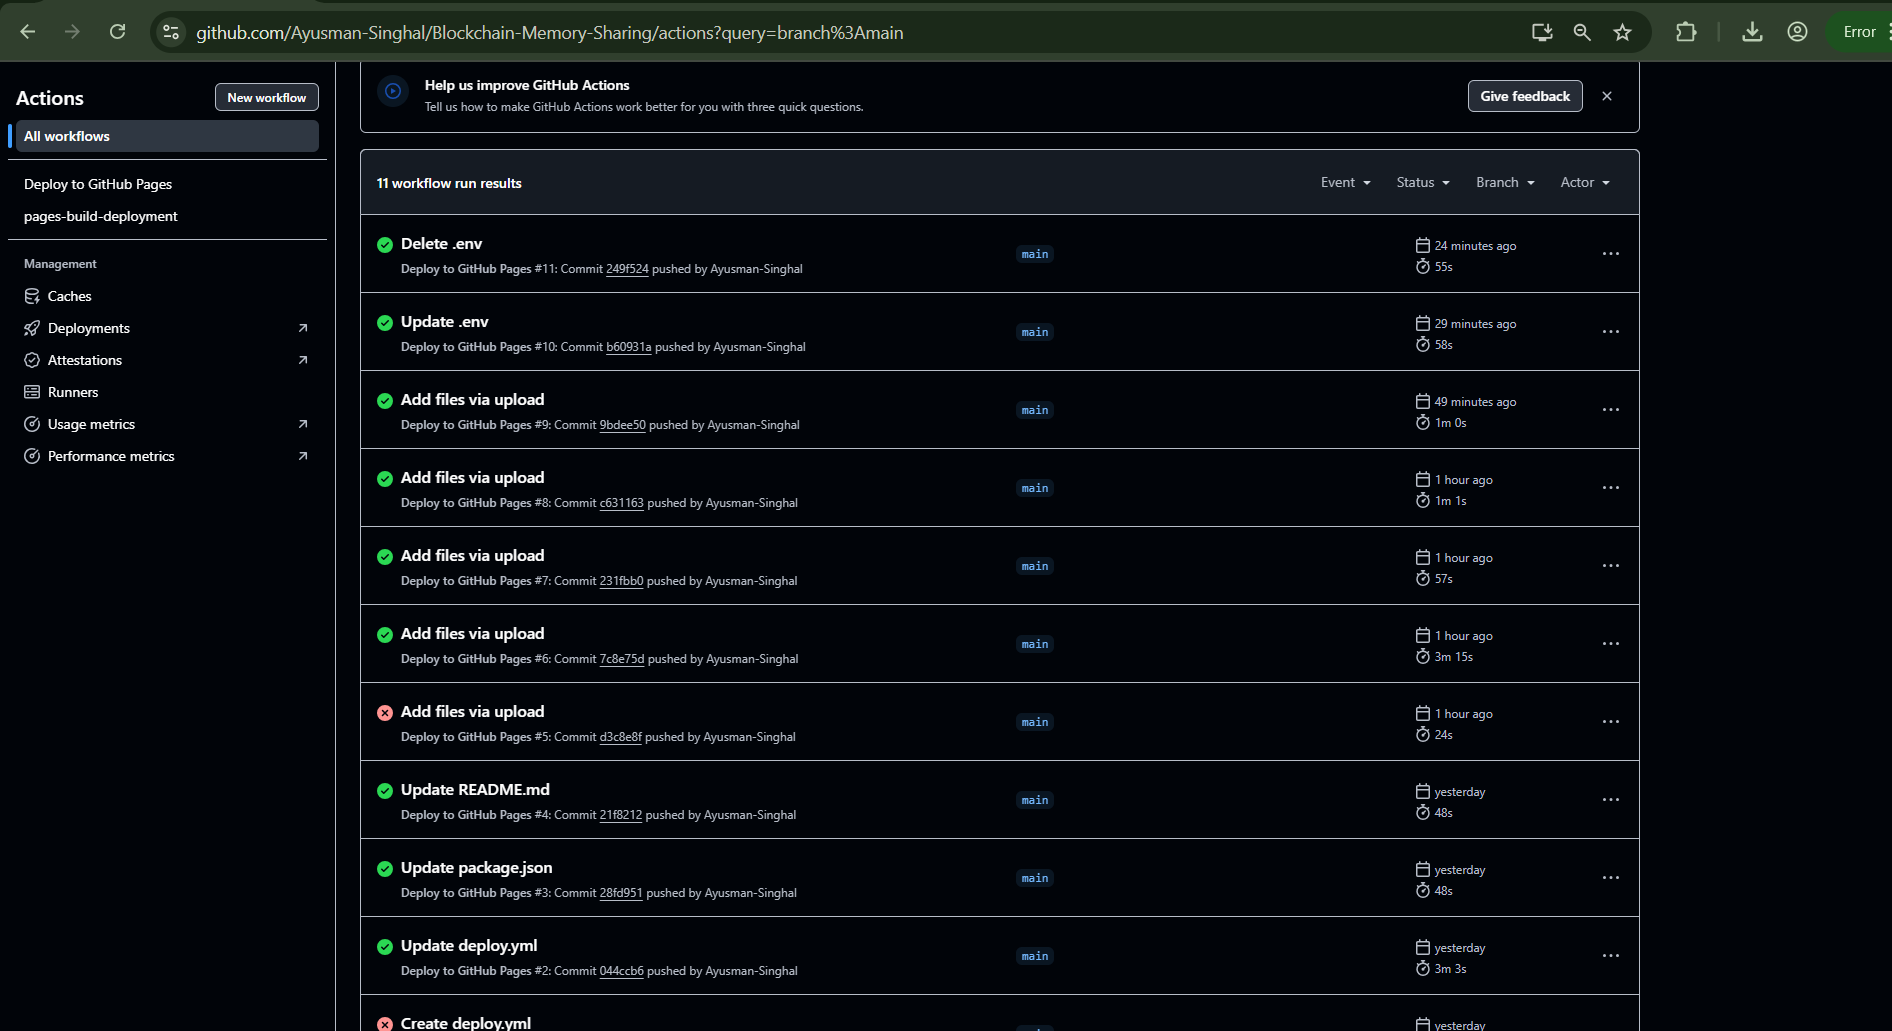 github.com/Ayusman-Singhal/Blockchain-Memory-Sharing/actions?query=branch%3Amain
Error
Actions
New workflow
All workflows
Deploy to GitHub Pages
pages-build-deployment
Management
Caches
Deployments
Attestations
Runners
Usage metrics
Performance metrics
Help us improve GitHub Actions
Tell us how to make GitHub Actions work better for you with three quick questions.
Give feedback
11 workflow run results
Event Status Branch Actor
Delete .env
Deploy to GitHub Pages #11: Commit 249f524 pushed by Ayusman-Singhal
main
24 minutes ago
55s
Update .env
Deploy to GitHub Pages #10: Commit b60931a pushed by Ayusman-Singhal
main
29 minutes ago
58s
Add files via upload
Deploy to GitHub Pages #9: Commit 9bdee50 pushed by Ayusman-Singhal
main
49 minutes ago
1m 0s
Add files via upload
Deploy to GitHub Pages #8: Commit c631163 pushed by Ayusman-Singhal
main
1 hour ago
1m 1s
Add files via upload
Deploy to GitHub Pages #7: Commit 231fbb0 pushed by Ayusman-Singhal
main
1 hour ago
57s
Add files via upload
Deploy to GitHub Pages #6: Commit 7c8e75d pushed by Ayusman-Singhal
main
1 hour ago
3m 15s
Add files via upload
Deploy to GitHub Pages #5: Commit d3c8e8f pushed by Ayusman-Singhal
main
1 hour ago
24s
Update README.md
Deploy to GitHub Pages #4: Commit 21f8212 pushed by Ayusman-Singhal
main
yesterday
48s
Update package.json
Deploy to GitHub Pages #3: Commit 28fd951 pushed by Ayusman-Singhal
main
yesterday
48s
Update deploy.yml
Deploy to GitHub Pages #2: Commit 044ccb6 pushed by Ayusman-Singhal
main
yesterday
3m 3s
Create deploy.yml
yesterday